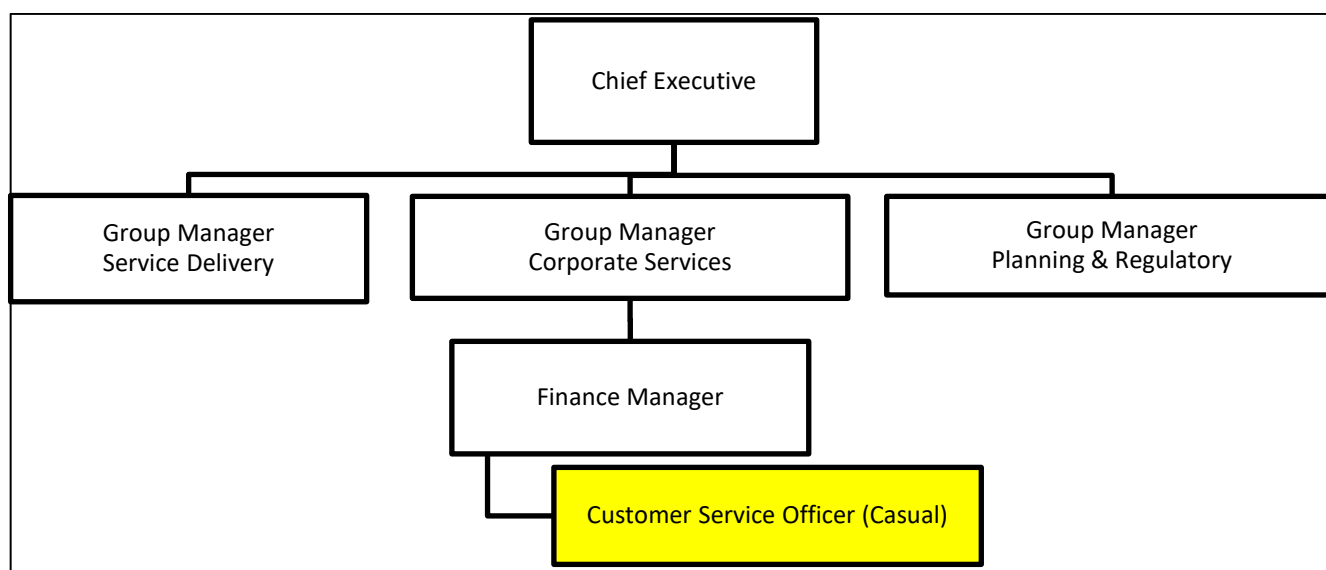 Chief Executive
Group Manager
Service Delivery
Group Manager
Corporate Services
Group Manager
Planning & Regulatory
Finance Manager
Customer Service Officer (Casual)